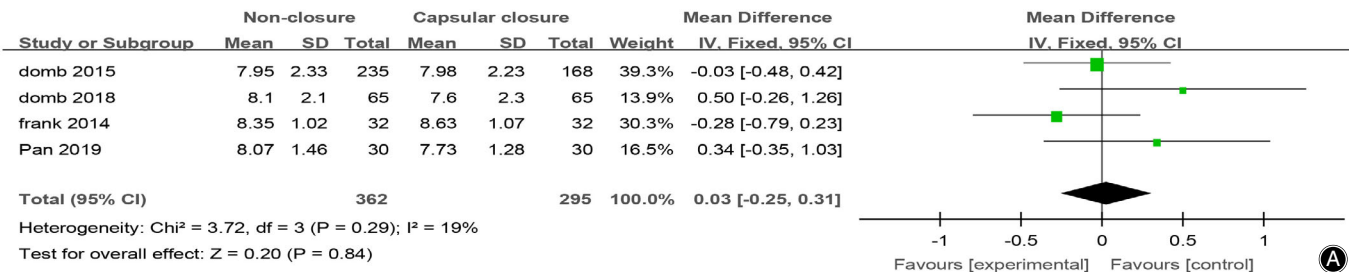 Non-closure Capsular closure Mean Difference Mean Difference
Study or Subgroup Mean SD Total Mean SD Total Weight IV, Fixed, 95% CI IV, Fixed, 95% CI
domb 2015 7.95 2.33 235 7.98 2.23 168 39.3% -0.03 [-0.48, 0.42]
domb 2018 8.1 2.1 65 7.6 2.3 65 13.9% 0.50 [-0.26, 1.26]
frank 2014 8.35 1.02 32 8.63 1.07 32 30.3% -0.28 [-0.79, 0.23]
Pan 2019 8.07 1.46 30 7.73 1.28 30 16.5% 0.34 [-0.35, 1.03]
Total (95% CI) 362 295 100.0% 0.03 [-0.25, 0.31]
Heterogeneity: Chi² = 3.72, df = 3 (P = 0.29); I² = 19%
-1 -0.5 0 0.5 1
Test for overall effect: Z = 0.20 (P = 0.84)
Favours [experimental] Favours [control]
A